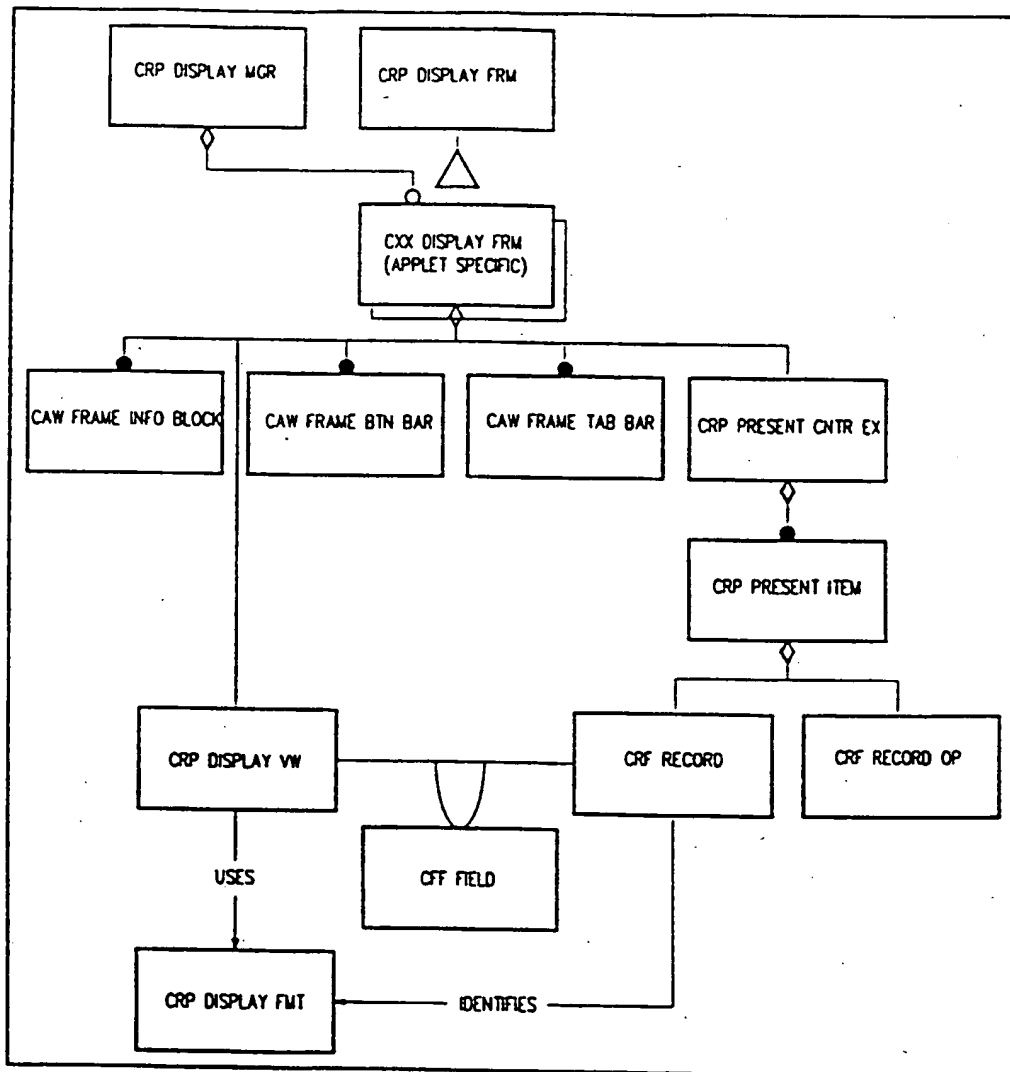 CRP DISPLAY MGR
CRP DISPLAY FRM
CXX DISPLAY FRM
(APPLET SPECIFIC)
CAW FRAME INFO BLOCK
CAW FRAME BTN BAR
CAW FRAME TAB BAR
CRP PRESENT CNTR EX
CRP PRESENT ITEM
CRP DISPLAY VW
CRF RECORD
CRF RECORD OP
USES
CFF FIELD
CRP DISPLAY FMT
IDENTIFIES